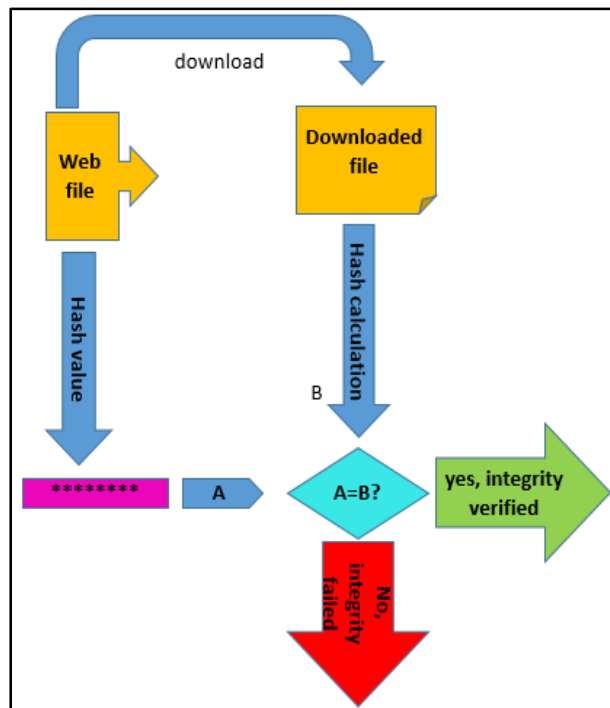 download
Web
file
Downloaded
file
Hash value
Hash calculation
B
********
A
A=B?
yes, integrity
verified
No,
integrity
failed